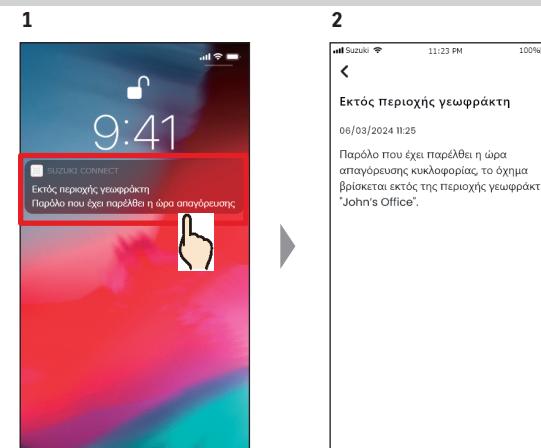 1
9:41
SUZUKI CONNECT
Εκτός περιοχής γεωφράκτη
Παρόλο που έχει παρέλθει η ώρα απαγόρευσης
2
Suzuki 11:23 PM 100%
Εκτός περιοχής γεωφράκτη
06/03/2024 11:25
Παρόλο που έχει παρέλθει η ώρα
απαγόρευσης κυκλοφορίας, το όχημα
βρίσκεται εκτός της περιοχής γεωφράκτ
"John's Office".